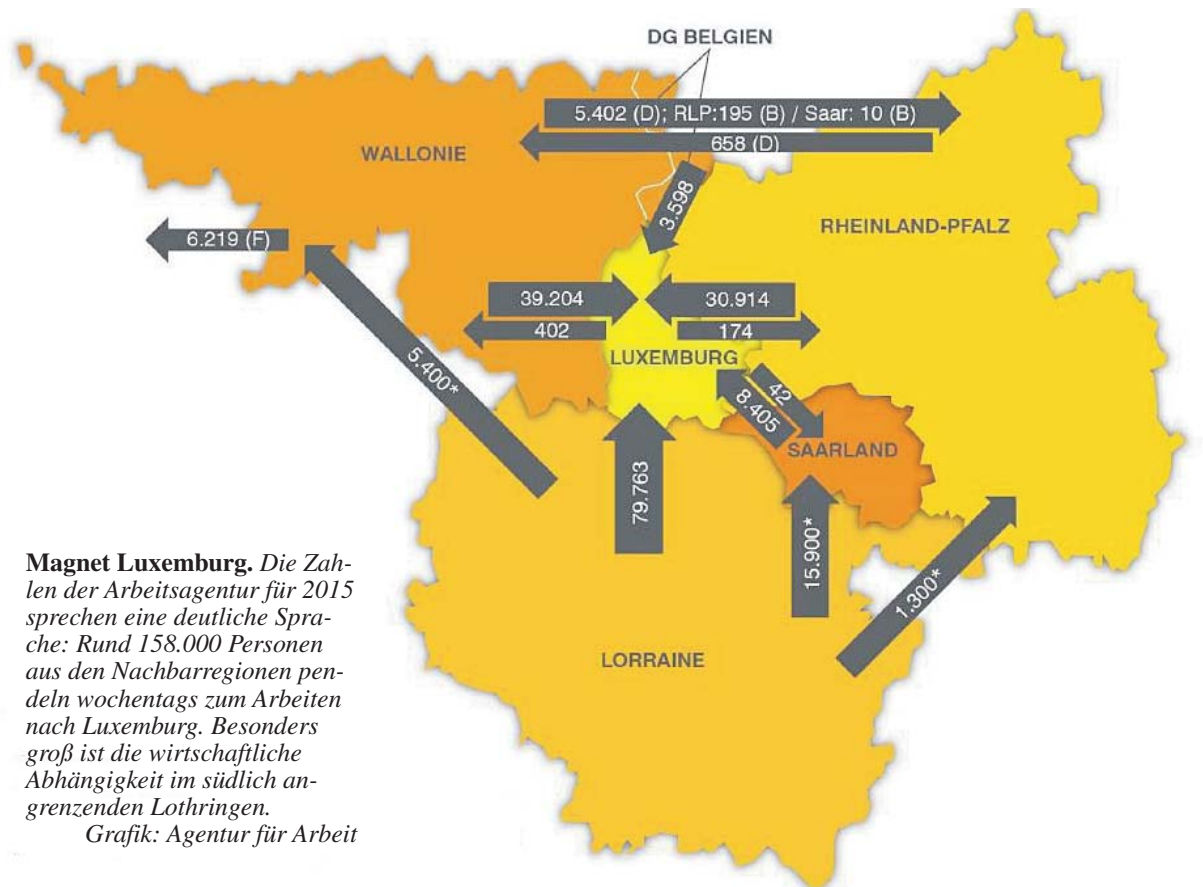 DG BELGIEN
5.402 (D); RLP:195 (B) / Saar: 10 (B)
658 (D)
WALLONIE
3.598
RHEINLAND-PFALZ
6.219 (F)
39.204
30.914
402
174
LUXEMBURG
5.400*
42
8.405
SAARLAND
79.763
15.900*
1.300*
LORRAINE
Magnet Luxemburg. Die Zah-
len der Arbeitsagentur für 2015
sprechen eine deutliche Spra-
che: Rund 158.000 Personen
aus den Nachbarregionen pen-
deln wochentags zum Arbeiten
nach Luxemburg. Besonders
groß ist die wirtschaftliche
Abhängigkeit im südlich an-
grenzenden Lothringen.
Grafik: Agentur für Arbeit